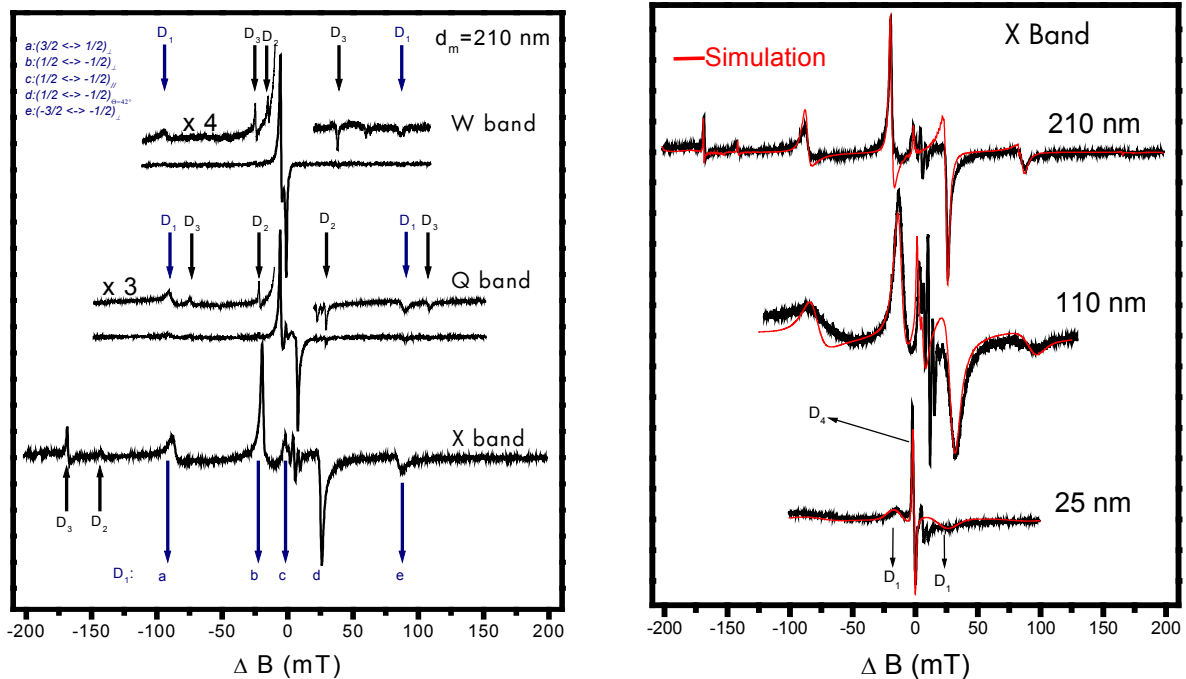 D₁
D₃
D₂
D₃
D₁
d_m=210 nm
a:(3/2 <-> 1/2)⊥
b:(1/2 <-> -1/2)⊥
c:(1/2 <-> -1/2)//
d:(1/2 <-> -1/2)Θ=42°
e:(-3/2 <-> -1/2)⊥
x 4
W band
D₁
D₃
D₂
D₂
D₁
D₃
x 3
Q band
X band
D₃
D₂
D₁:
a
b
c
d
e
-200 -150 -100 -50 0 50 100 150 200
Δ B (mT)
X Band
Simulation
210 nm
110 nm
D₄
25 nm
D₁
D₁
-200 -150 -100 -50 0 50 100 150 200
Δ B (mT)